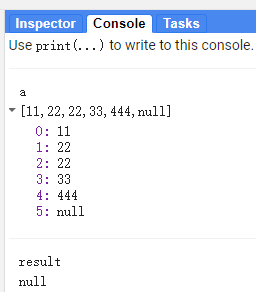 Inspector Console Tasks
Use print(...) to write to this console.
a
[11,22,22,33,444,null]
0: 11
1: 22
2: 22
3: 33
4: 444
5: null
result
null